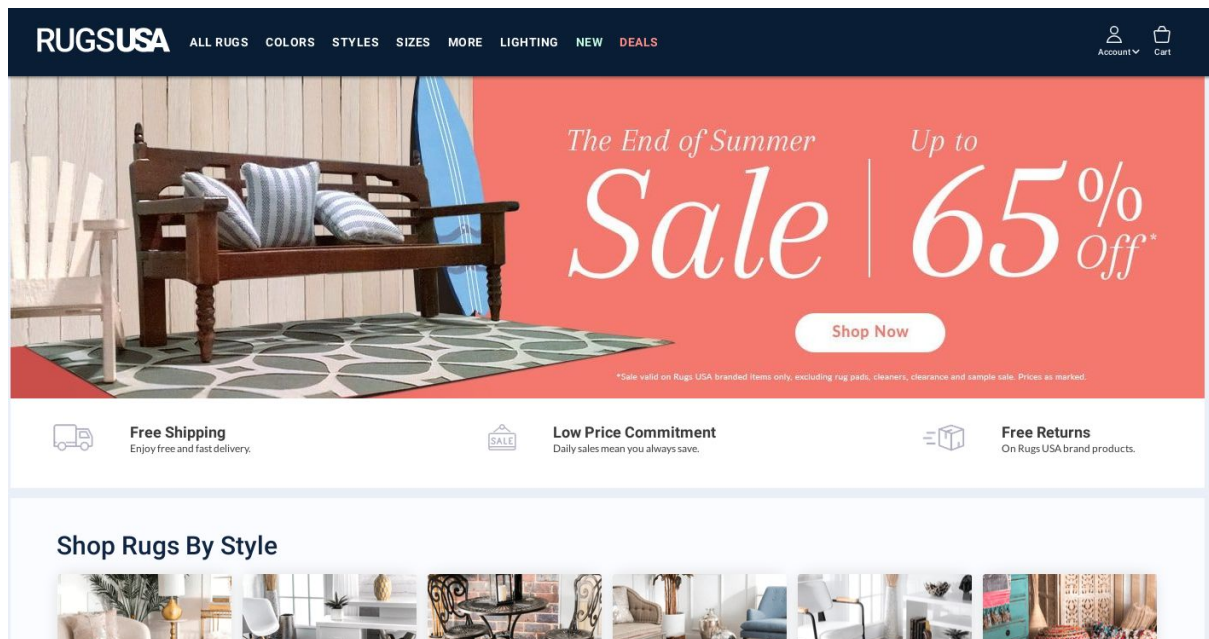 RUGSUSA ALL RUGS COLORS STYLES SIZES MORE LIGHTING NEW DEALS
Account Cart
The End of Summer
Sale
Up to
65%
Off*
Shop Now
*Sale valid on Rugs USA branded items only, excluding rug pads, cleaners, clearance and sample sale. Prices as marked.
Free Shipping
Enjoy free and fast delivery.
SALE
Low Price Commitment
Daily sales mean you always save.
Free Returns
On Rugs USA brand products.
Shop Rugs By Style